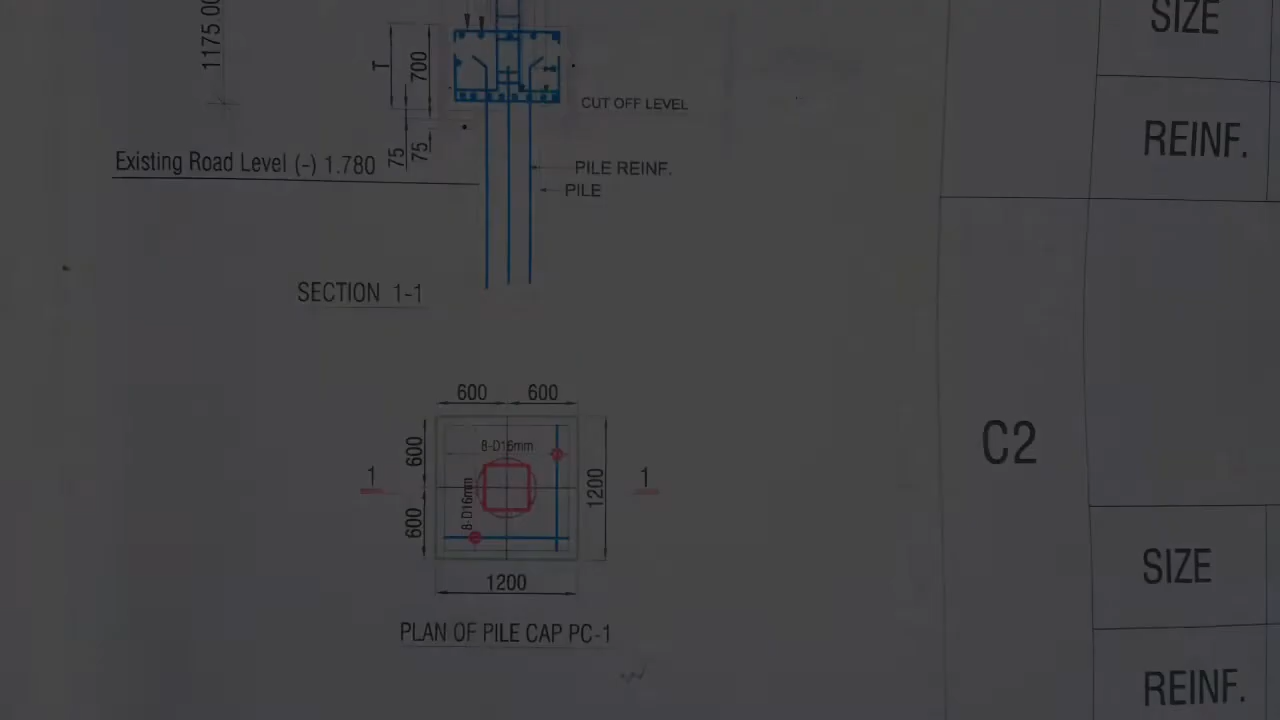 1175.00
T
700
CUT OFF LEVEL
75
75
Existing Road Level (-) 1.780
PILE REINF.
PILE
SECTION 1-1
600
600
8-D16mm
600
1
1200
1
8-D16mm
600
1200
PLAN OF PILE CAP PC-1
SIZE
REINF.
C2
SIZE
REINF.